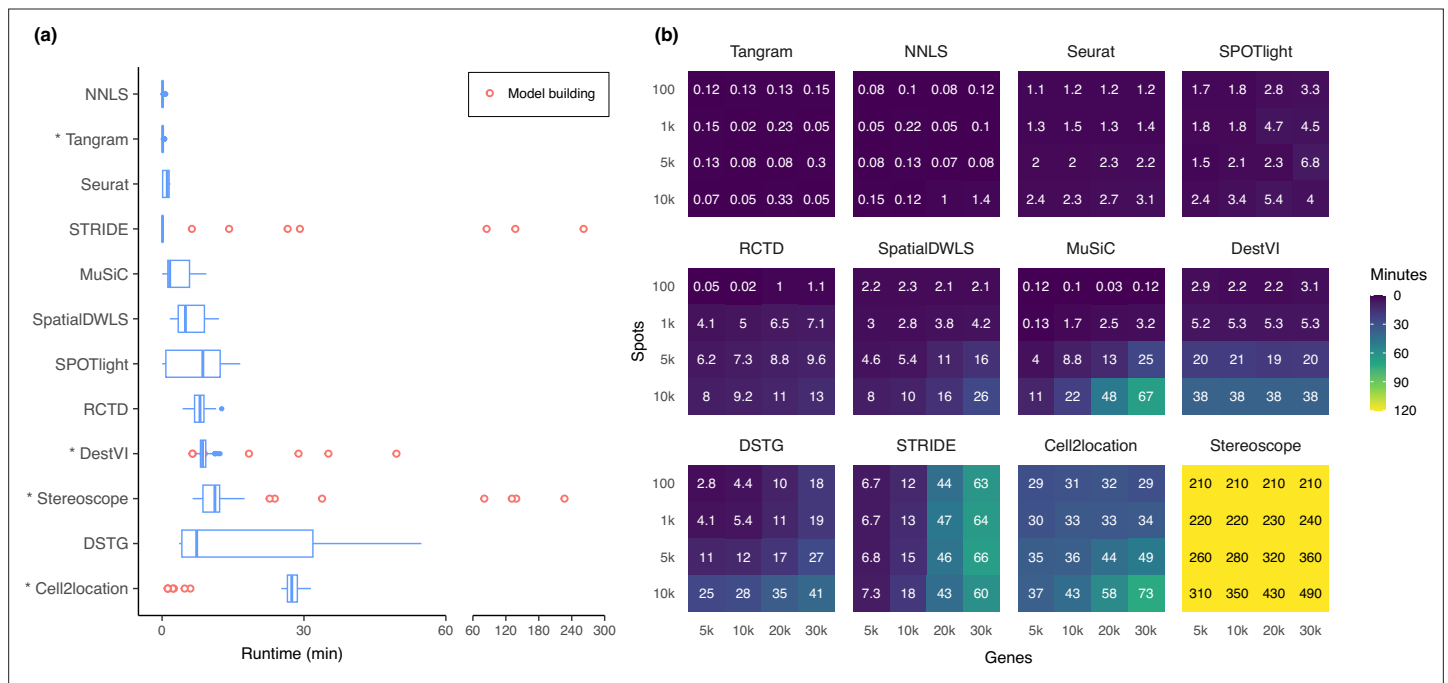 (a)
NNLS
* Tangram
Seurat
STRIDE
MuSiC
SpatialDWLS
SPOTlight
RCTD
* DestVI
* Stereoscope
DSTG
* Cell2location
Model building
0 30 60 60 120 180 240 300
Runtime (min)
(b)
Tangram NNLS Seurat SPOTlight
100 0.12 0.13 0.13 0.15 0.08 0.1 0.08 0.12 1.1 1.2 1.2 1.2 1.7 1.8 2.8 3.3
1k 0.15 0.02 0.23 0.05 0.05 0.22 0.05 0.1 1.3 1.5 1.3 1.4 1.8 1.8 4.7 4.5
5k 0.13 0.08 0.08 0.3 0.08 0.13 0.07 0.08 2 2 2.3 2.2 1.5 2.1 2.3 6.8
10k 0.07 0.05 0.33 0.05 0.15 0.12 1 1.4 2.4 2.3 2.7 3.1 2.4 3.4 5.4 4
RCTD SpatialDWLS MuSiC DestVI
100 0.05 0.02 1 1.1 2.2 2.3 2.1 2.1 0.12 0.1 0.03 0.12 2.9 2.2 2.2 3.1
1k 4.1 5 6.5 7.1 3 2.8 3.8 4.2 0.13 1.7 2.5 3.2 5.2 5.3 5.3 5.3
5k 6.2 7.3 8.8 9.6 4.6 5.4 11 16 4 8.8 13 25 20 21 19 20
10k 8 9.2 11 13 8 10 16 26 11 22 48 67 38 38 38 38
DSTG STRIDE Cell2location Stereoscope
100 2.8 4.4 10 18 6.7 12 44 63 29 31 32 29 210 210 210 210
1k 4.1 5.4 11 19 6.7 13 47 64 30 33 33 34 220 220 230 240
5k 11 12 17 27 6.8 15 46 66 35 36 44 49 260 280 320 360
10k 25 28 35 41 7.3 18 43 60 37 43 58 73 310 350 430 490
5k 10k 20k 30k 5k 10k 20k 30k 5k 10k 20k 30k 5k 10k 20k 30k
Genes
Spots
Minutes
0
30
60
90
120